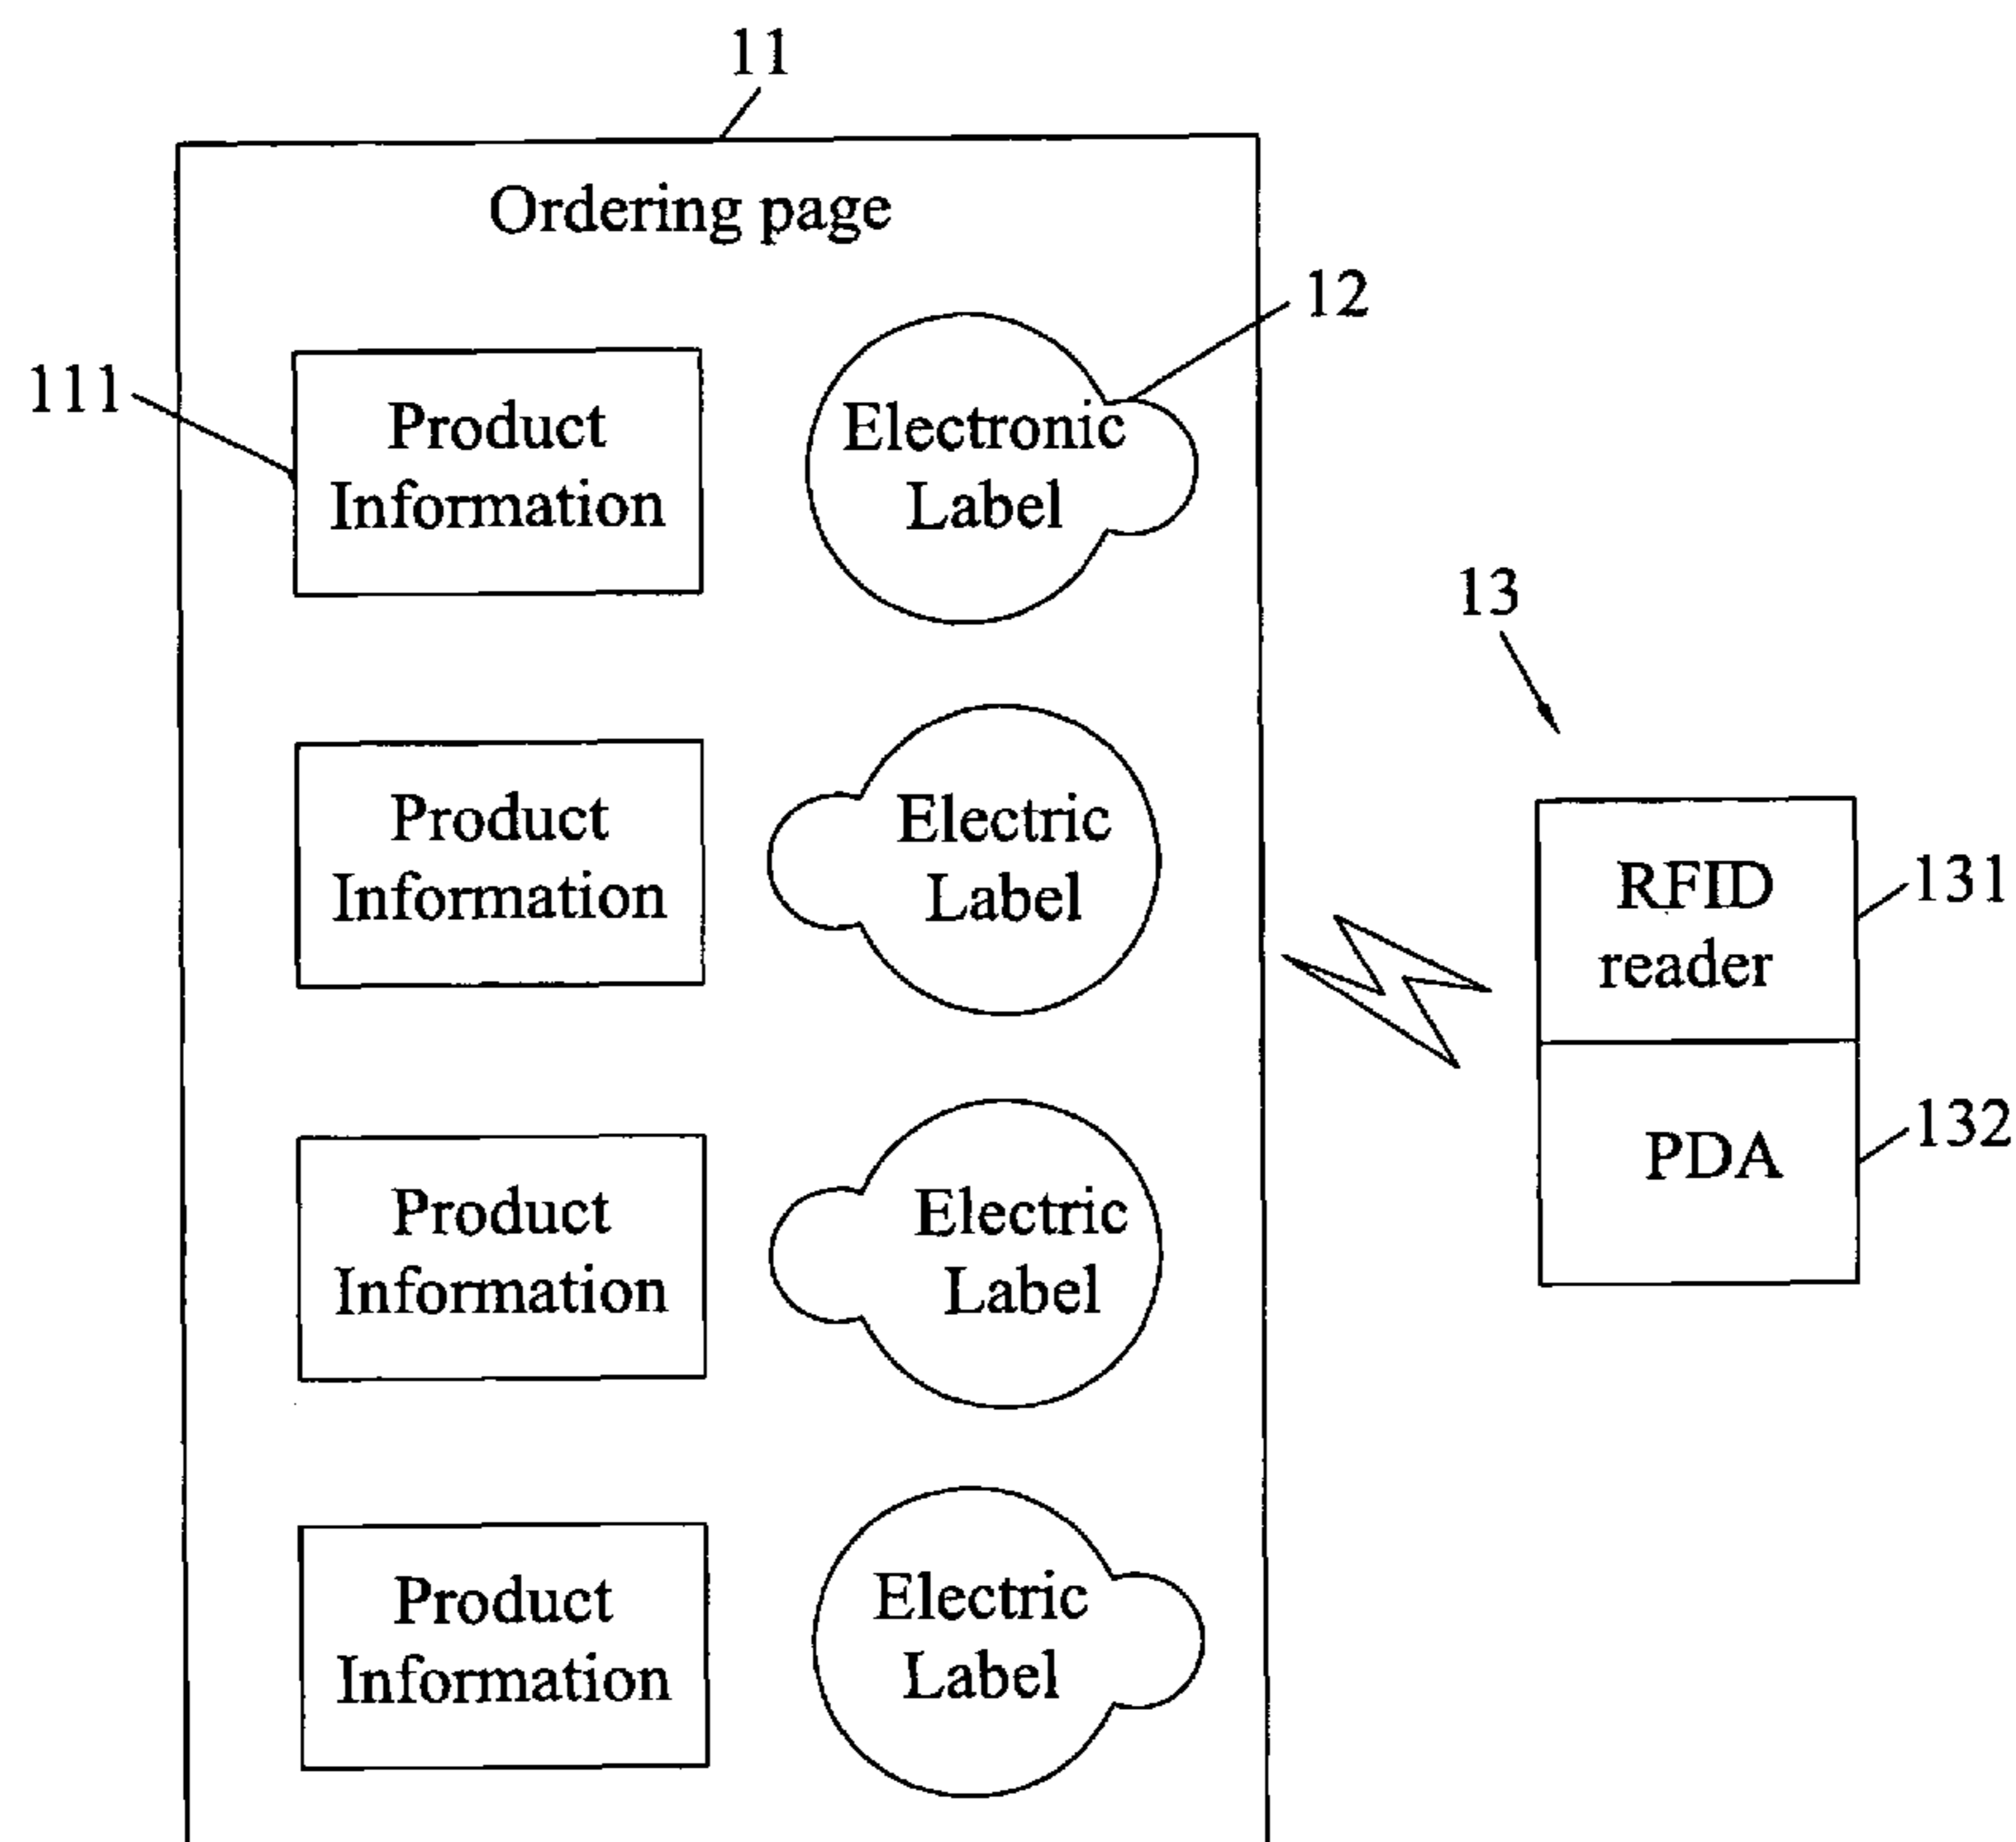 11
Ordering page
12
111
Product
Information
Electronic
Label
13
Product
Information
Electric
Label
RFID
reader
131
Product
Information
Electric
Label
PDA
132
Product
Information
Electric
Label